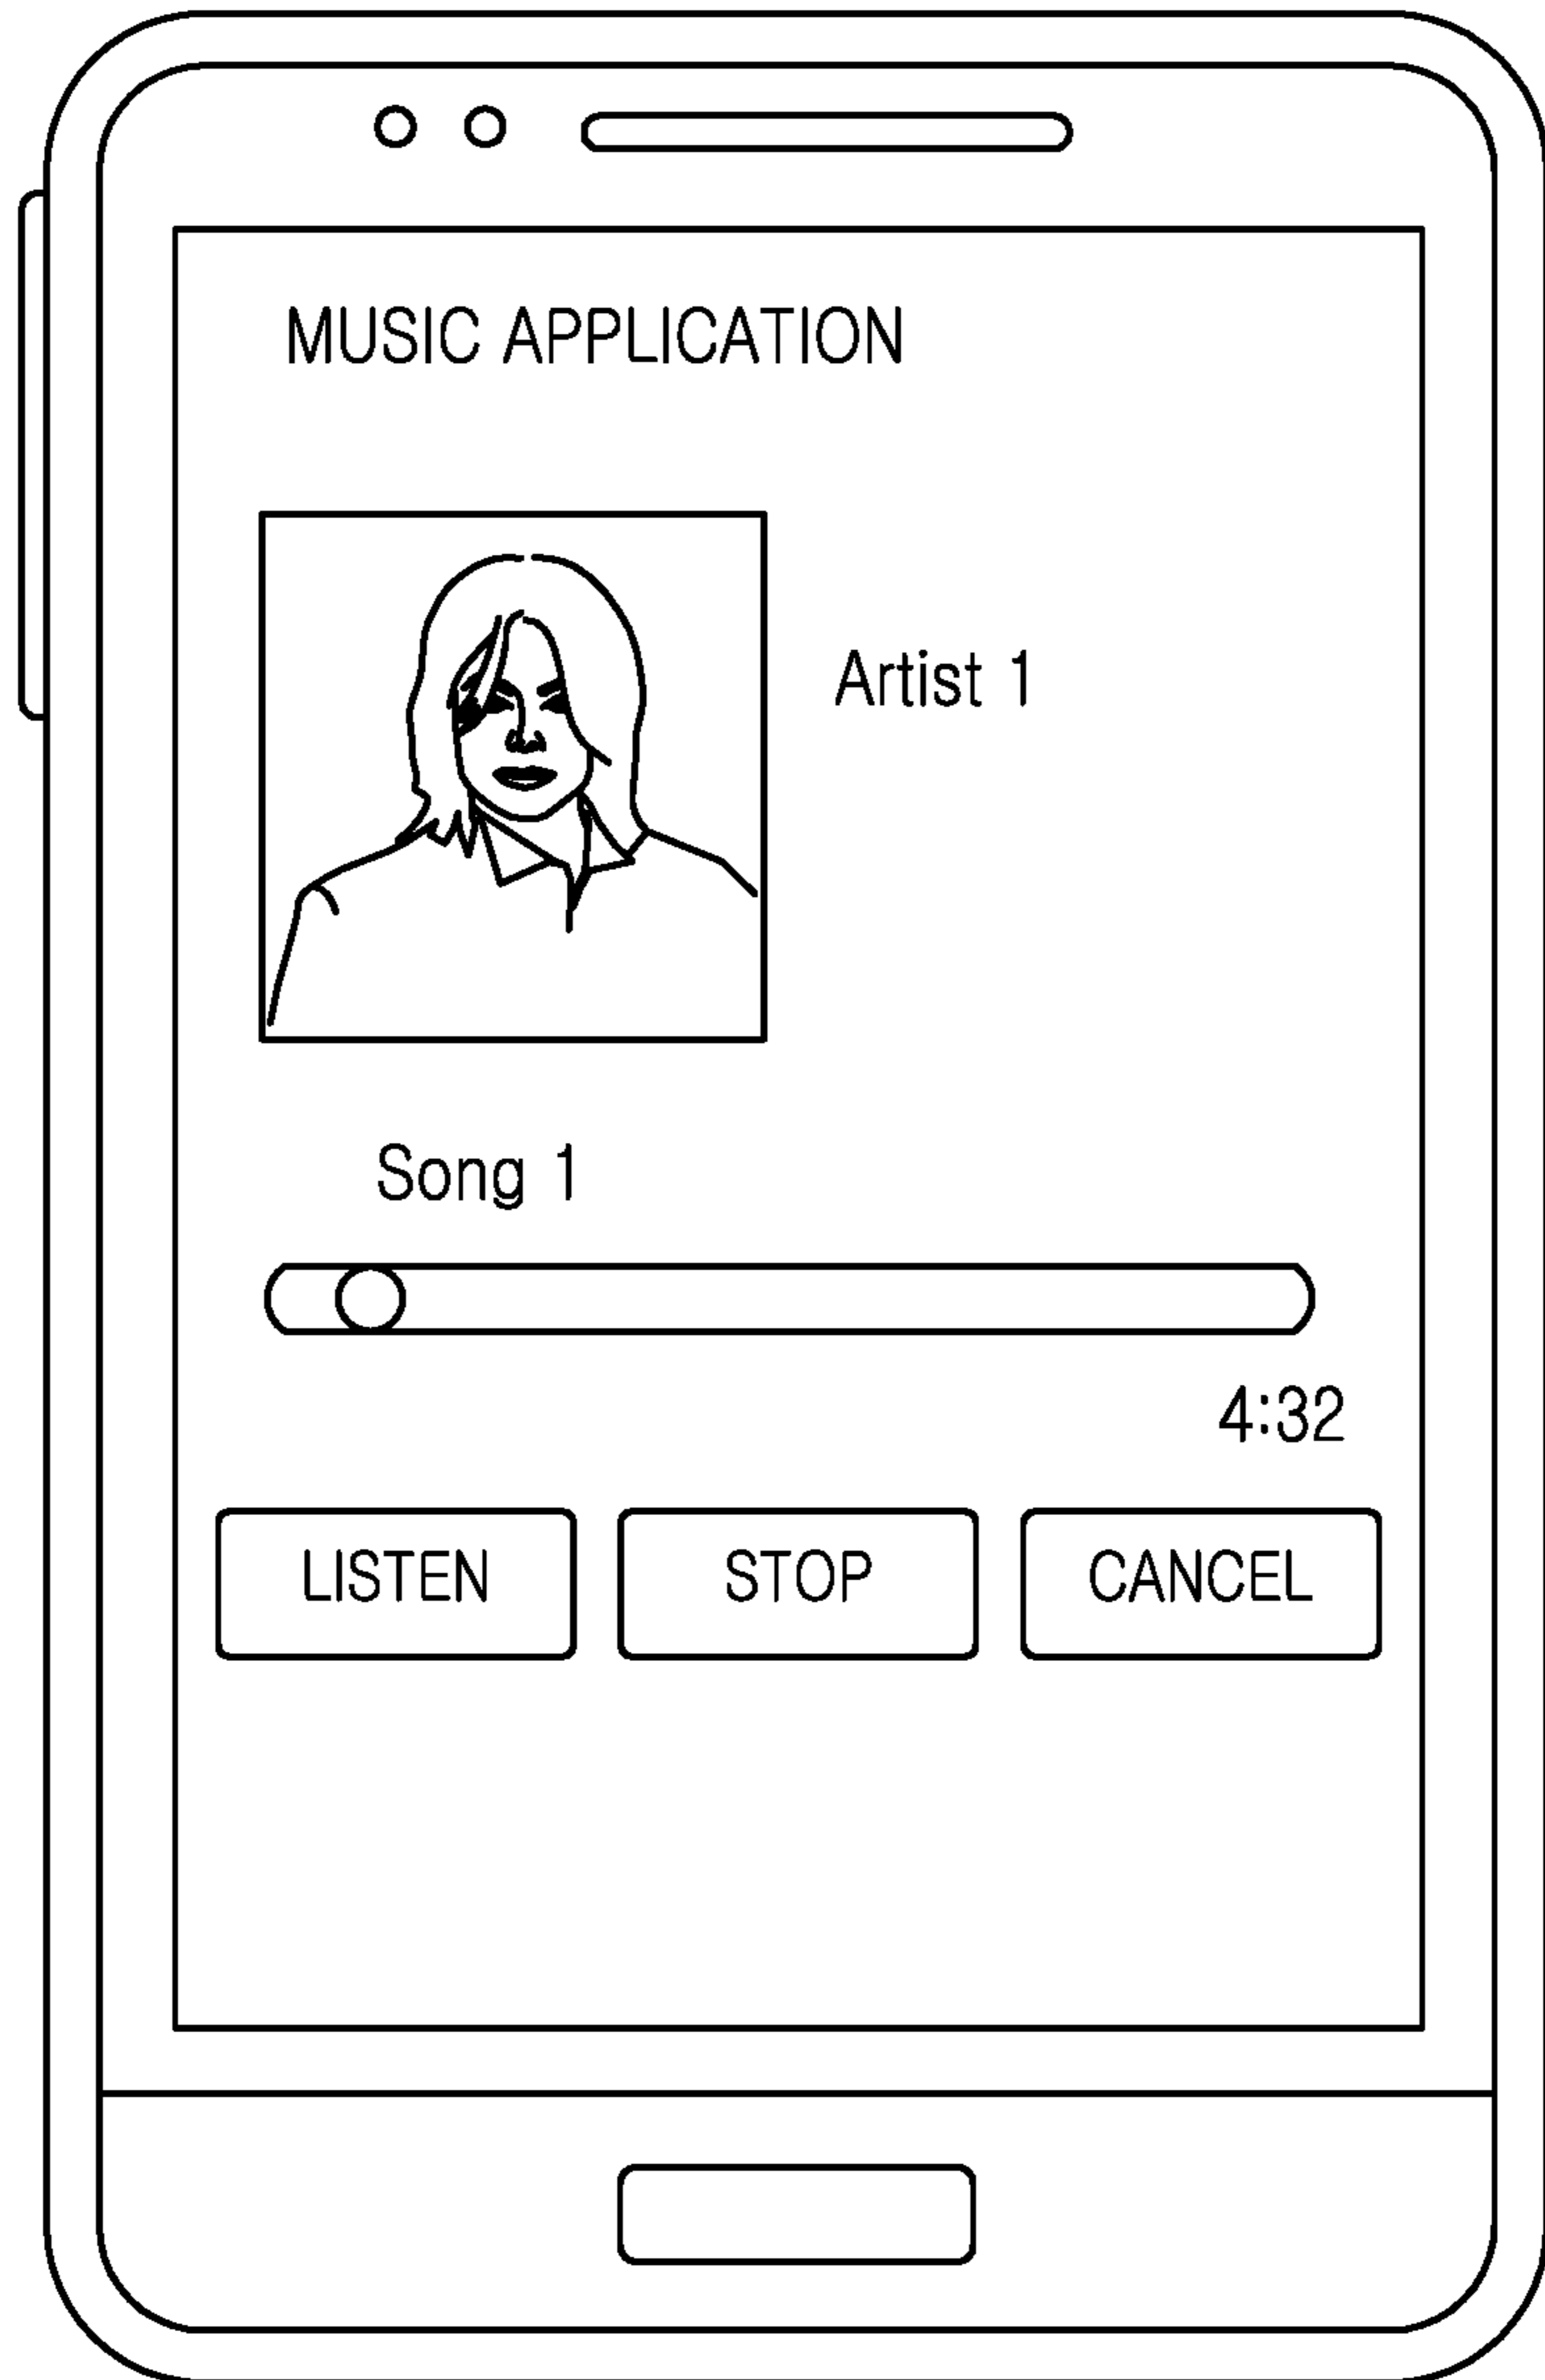 MUSIC APPLICATION
Artist 1
Song 1
4:32
LISTEN STOP CANCEL